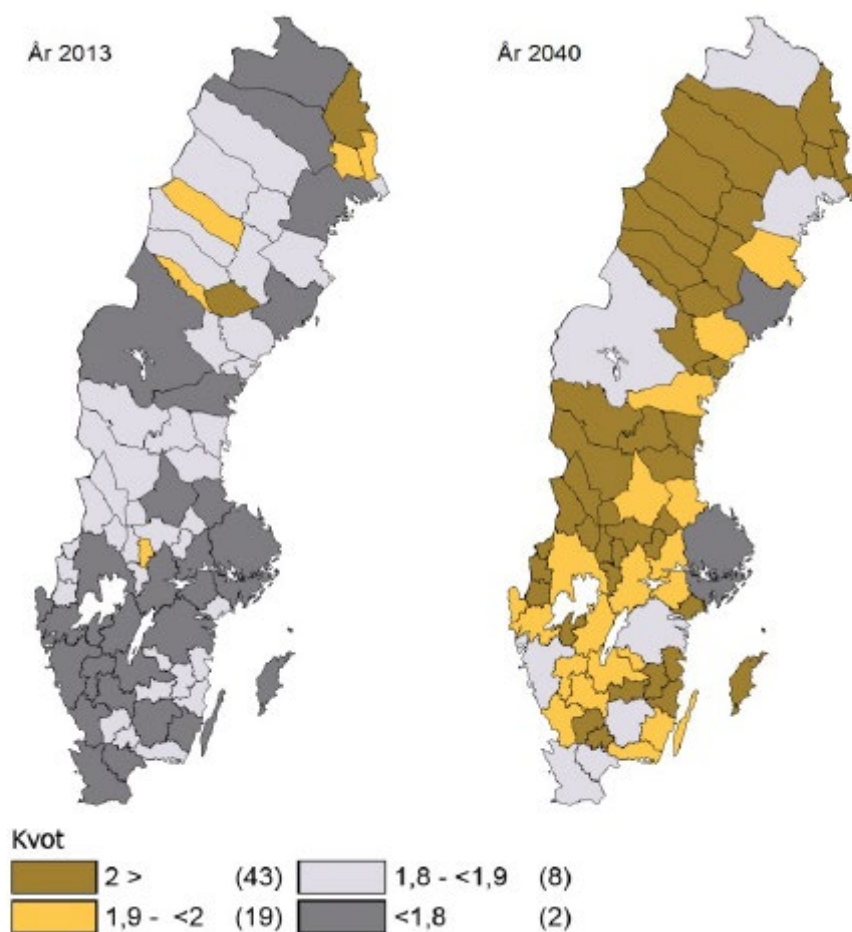 År 2013
År 2040
Kvot
2 > (43) 1,8 - <1,9 (8)
1,9 - <2 (19) <1,8 (2)